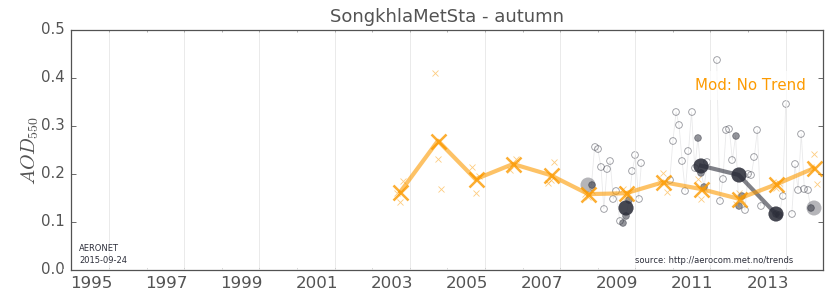 SongkhlaMetSta - autumn
0.5
0.4
0.3
0.2
0.1
0.0
AOD550
Mod: No Trend
AERONET
2015-09-24
source: http://aerocom.met.no/trends
1995 1997 1999 2001 2003 2005 2007 2009 2011 2013